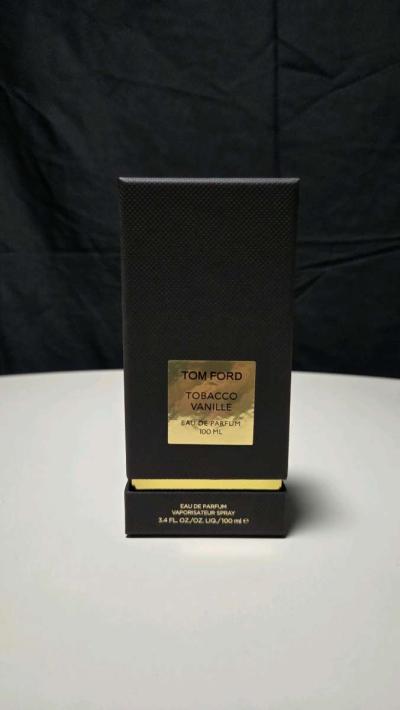 TOM FORD
TOBACCO
VANILLE
EAU DE PARFUM
100 ML
EAU DE PARFUM
VAPORISATEUR SPRAY
3.4 FL. OZ./OZ. LIQ./100 ml ℮